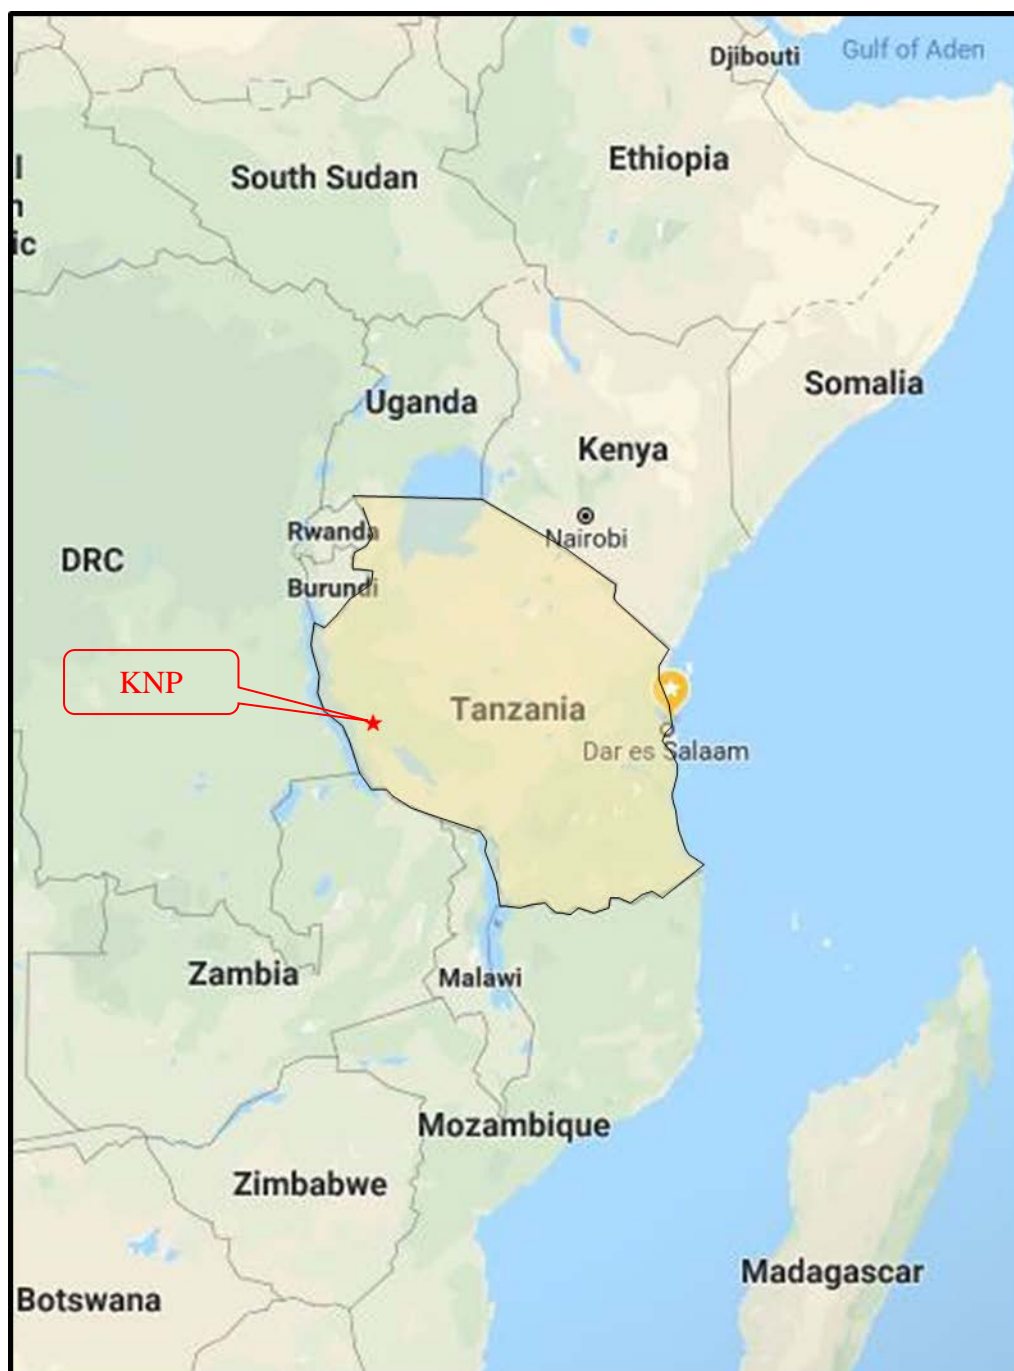 Djibouti
Gulf of Aden
Ethiopia
South Sudan
l
n
ic
Somalia
Uganda
Kenya
Nairobi
Rwanda
DRC
Burundi
KNP
Tanzania
Dar es Salaam
Zambia
Malawi
Mozambique
Zimbabwe
Madagascar
Botswana